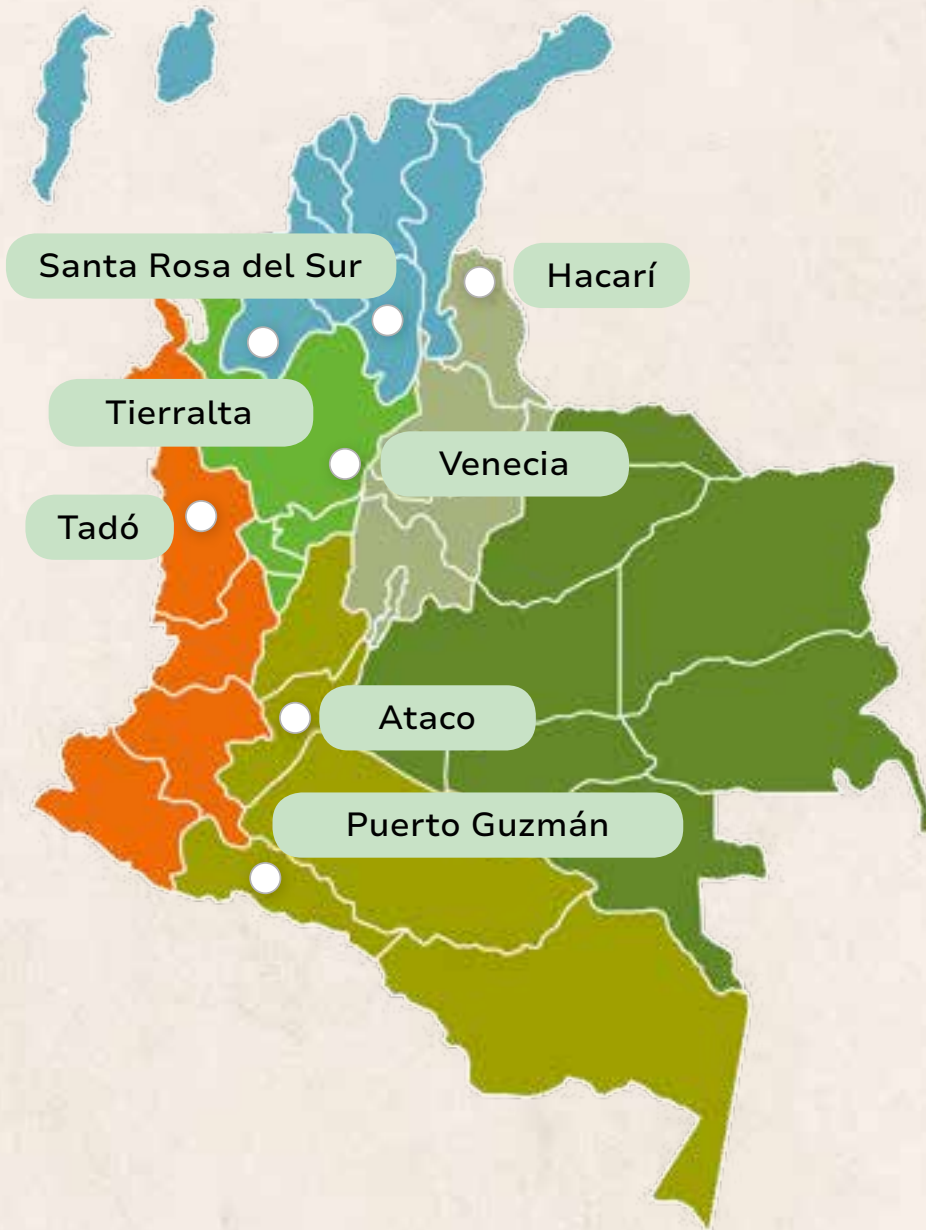 Santa Rosa del Sur
Hacarí
Tierralta
Venecia
Tadó
Ataco
Puerto Guzmán